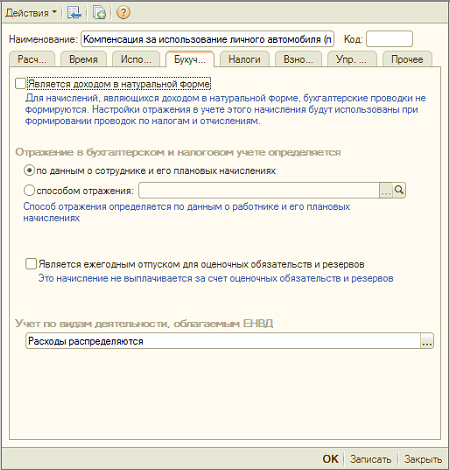 Действия
Наименование: Компенсация за использование личного автомобиля (п Код:
Расч... Время Испо... Бухуч... Налоги Взно... Упр. ... Прочее
Является доходом в натуральной форме
Для начислений, являющихся доходом в натуральной форме, бухгалтерские проводки не
формируются. Настройки отражения в учете этого начисления будут использованы при
формировании проводок по налогам и отчислениям.
Отражение в бухгалтерском и налоговом учете определяется
по данным о сотруднике и его плановых начислениях
способом отражения: ...
Способ отражения определяется по данным о работнике и его плановых
начислениях
Является ежегодным отпуском для оценочных обязательств и резервов
Это начисление не выплачивается за счет оценочных обязательств и резервов
Учет по видам деятельности, облагаемым ЕНВД
Расходы распределяются ...
OK Записать Закрыть